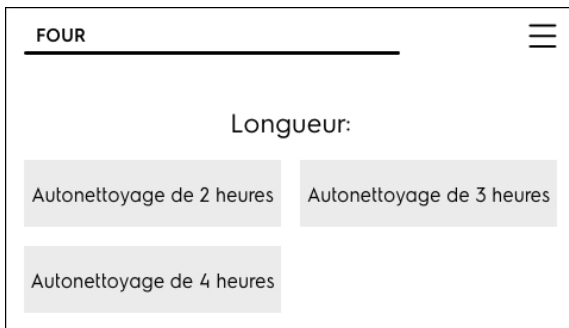 FOUR
Longueur:
Autonettoyage de 2 heures
Autonettoyage de 3 heures
Autonettoyage de 4 heures